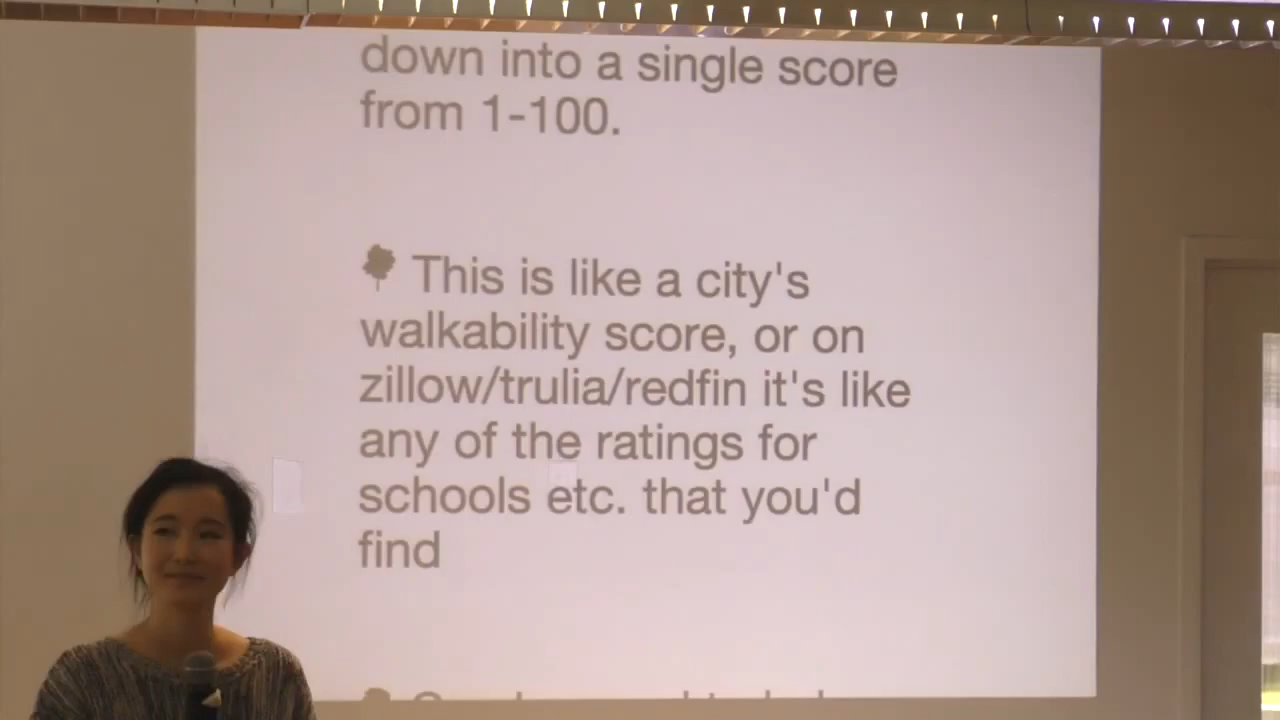 down into a single score
from 1-100.
This is like a city's
walkability score, or on
zillow/trulia/redfin it's like
any of the ratings for
schools etc. that you'd
find